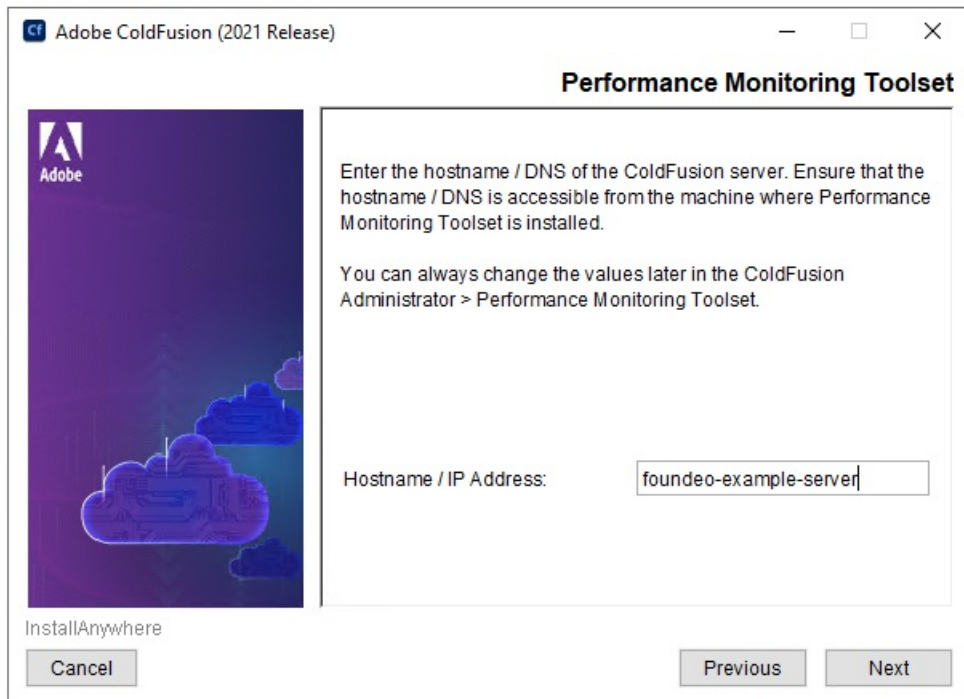 Adobe ColdFusion (2021 Release)
Performance Monitoring Toolset
Adobe
Enter the hostname / DNS of the ColdFusion server. Ensure that the
hostname / DNS is accessible from the machine where Performance
Monitoring Toolset is installed.
You can always change the values later in the ColdFusion
Administrator > Performance Monitoring Toolset.
Hostname / IP Address:
foundeo-example-server
InstallAnywhere
Cancel
Previous
Next